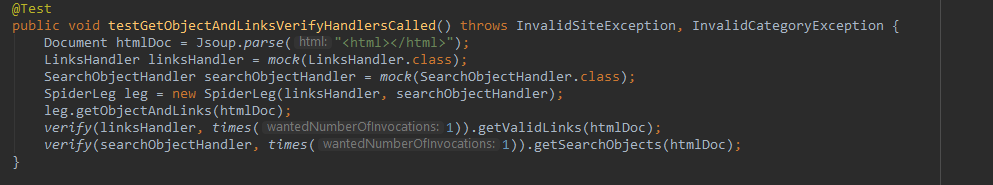 @Test
public void testGetObjectAndLinksVerifyHandlersCalled() throws InvalidSiteException, InvalidCategoryException {
Document htmlDoc = Jsoup.parse( html: "<html></html>");
LinksHandler linksHandler = mock(LinksHandler.class);
SearchObjectHandler searchObjectHandler = mock(SearchObjectHandler.class);
SpiderLeg leg = new SpiderLeg(linksHandler, searchObjectHandler);
leg.getObjectAndLinks(htmlDoc);
verify(linksHandler, times( wantedNumberOfInvocations: 1)).getValidLinks(htmlDoc);
verify(searchObjectHandler, times( wantedNumberOfInvocations: 1)).getSearchObjects(htmlDoc);
}